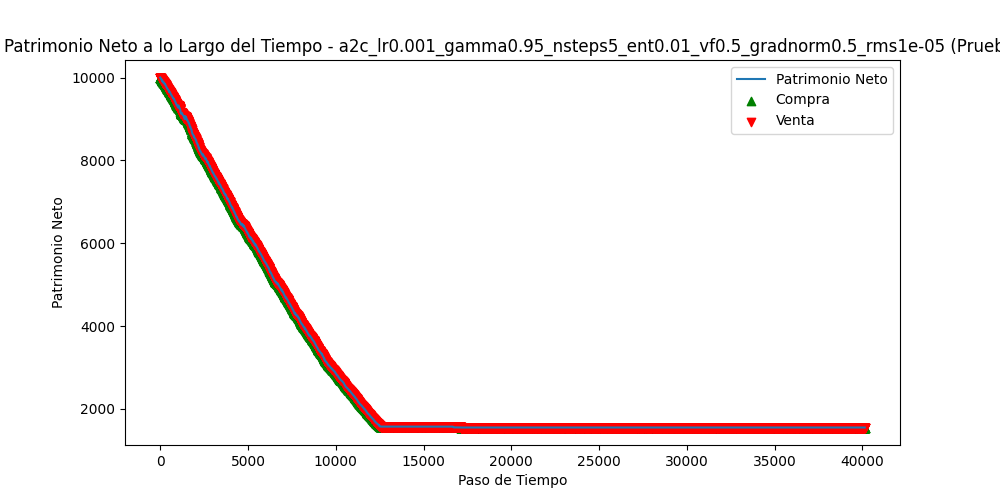 Patrimonio Neto a lo Largo del Tiempo - a2c_lr0.001_gamma0.95_nsteps5_ent0.01_vf0.5_gradnorm0.5_rms1e-05 (Prueb
Patrimonio Neto
Compra
Venta
10000
8000
6000
4000
2000
Patrimonio Neto
0 5000 10000 15000 20000 25000 30000 35000 40000
Paso de Tiempo